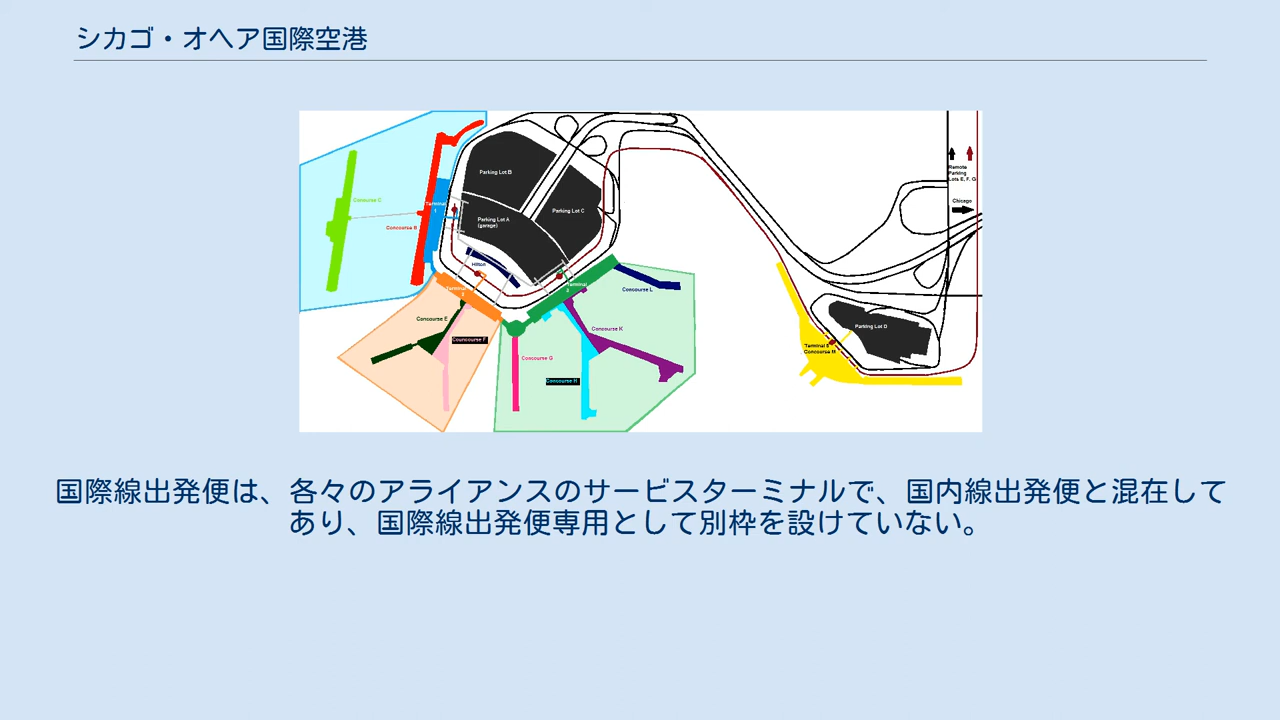 シカゴ・オヘア国際空港
Parking Lot B
Parking Lot A
(garage)
Parking Lot C
Concourse C
Concourse B
Terminal
1
Hilton
Terminal
Terminal
Concourse E
Councourse F
Concourse G
Concourse H
Concourse K
Concourse L
Remote
Parking
Lots E, F, G
Chicago
Parking Lot D
Terminal 5
Concourse M
国際線出発便は、各々のアライアンスのサービスターミナルで、国内線出発便と混在して
あり、国際線出発便専用として別枠を設けていない。